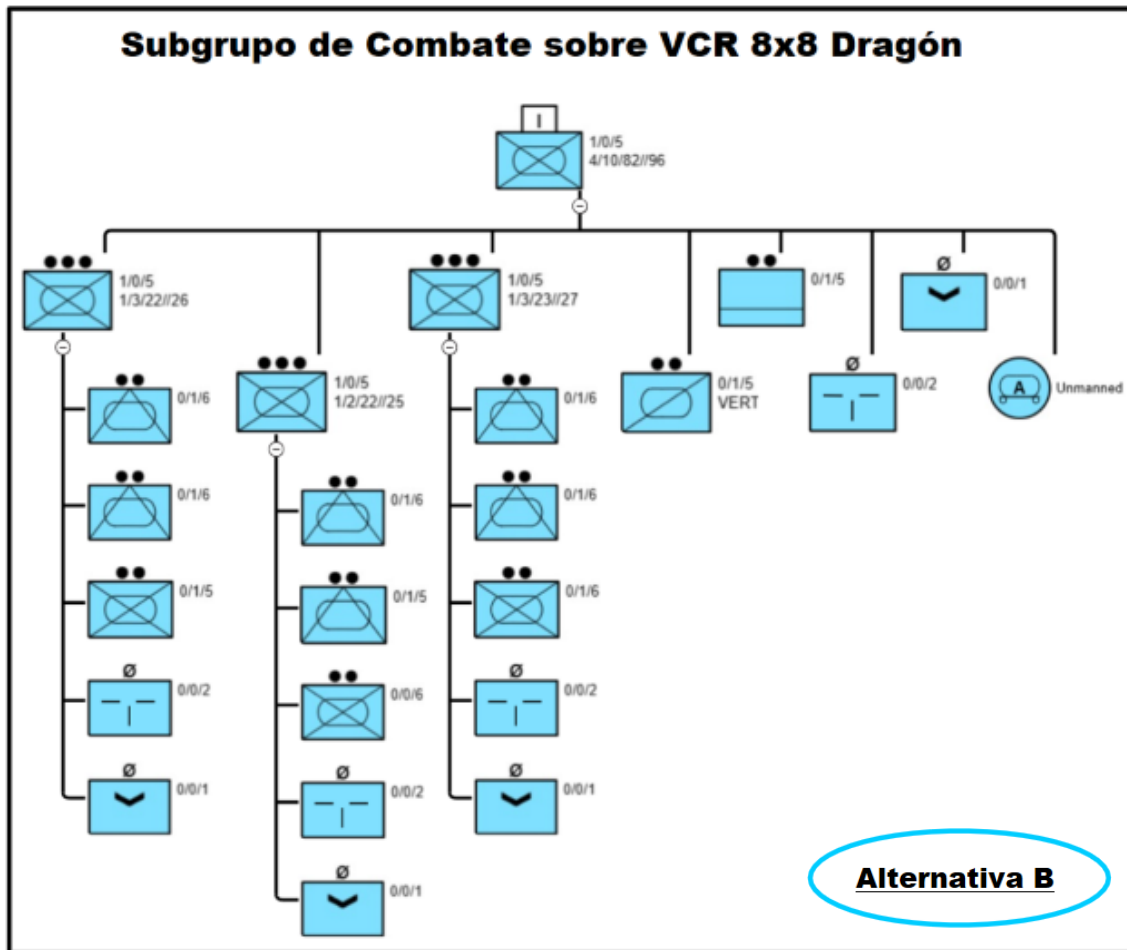 Subgrupo de Combate sobre VCR 8x8 Dragón
I
1/0/5
4/10/82//96
1/0/5
1/3/22//26
1/0/5
1/3/23//27
0/1/5
Ø
0/0/1
1/0/5
1/2/22//25
0/1/5
VERT
Ø
0/0/2
A
Unmanned
0/1/6
0/1/6
0/1/5
Ø
0/0/2
Ø
0/0/1
0/1/6
0/1/5
0/0/6
Ø
0/0/2
Ø
0/0/1
0/1/6
0/1/6
0/1/6
Ø
0/0/2
Ø
0/0/1
Alternativa B